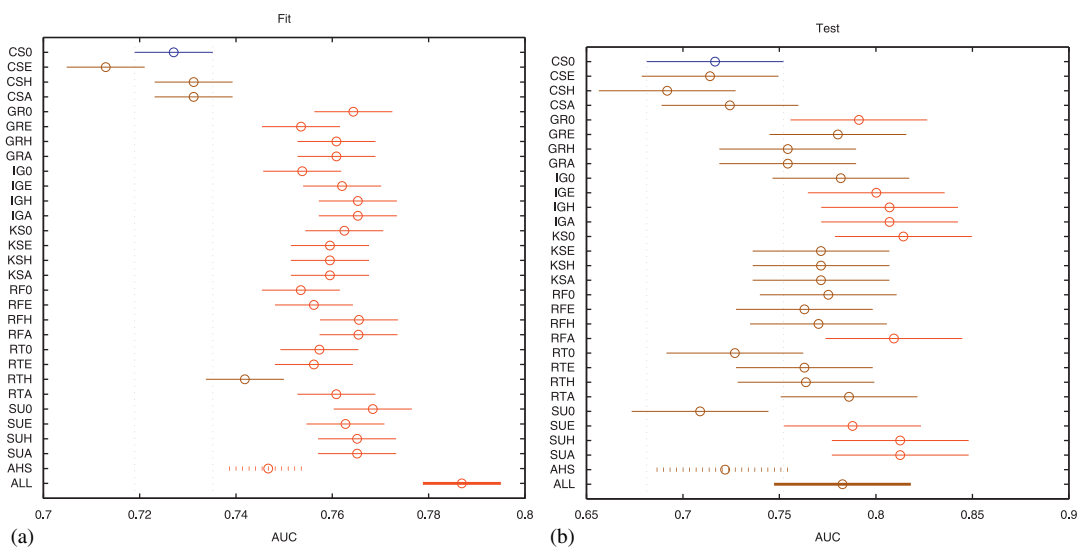 Fit
CS0
CSE
CSH
CSA
GR0
GRE
GRH
GRA
IG0
IGE
IGH
IGA
KS0
KSE
KSH
KSA
RF0
RFE
RFH
RFA
RT0
RTE
RTH
RTA
SU0
SUE
SUH
SUA
AHS
ALL
0.7 0.72 0.74 0.76 0.78 0.8
(a) AUC
Test
CS0
CSE
CSH
CSA
GR0
GRE
GRH
GRA
IG0
IGE
IGH
IGA
KS0
KSE
KSH
KSA
RF0
RFE
RFH
RFA
RT0
RTE
RTH
RTA
SU0
SUE
SUH
SUA
AHS
ALL
0.65 0.7 0.75 0.8 0.85 0.9
(b) AUC